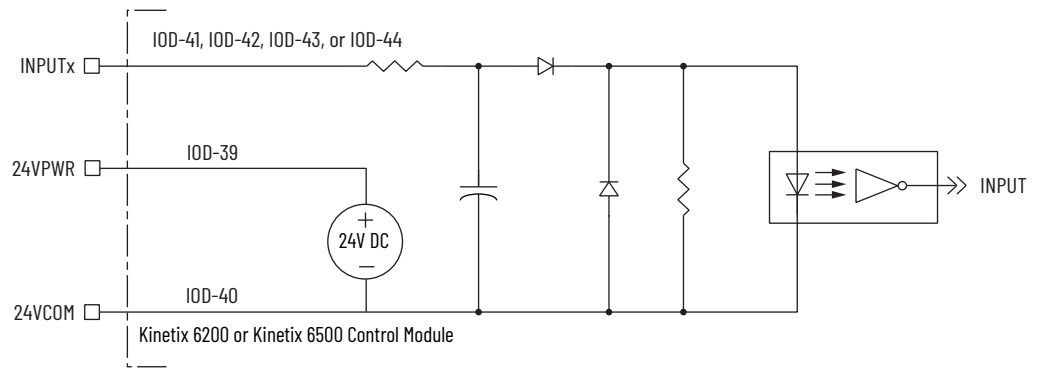 IOD-41, IOD-42, IOD-43, or IOD-44
INPUTx
24VPWR
IOD-39
INPUT
+
24V DC
–
24VCOM
IOD-40
Kinetix 6200 or Kinetix 6500 Control Module